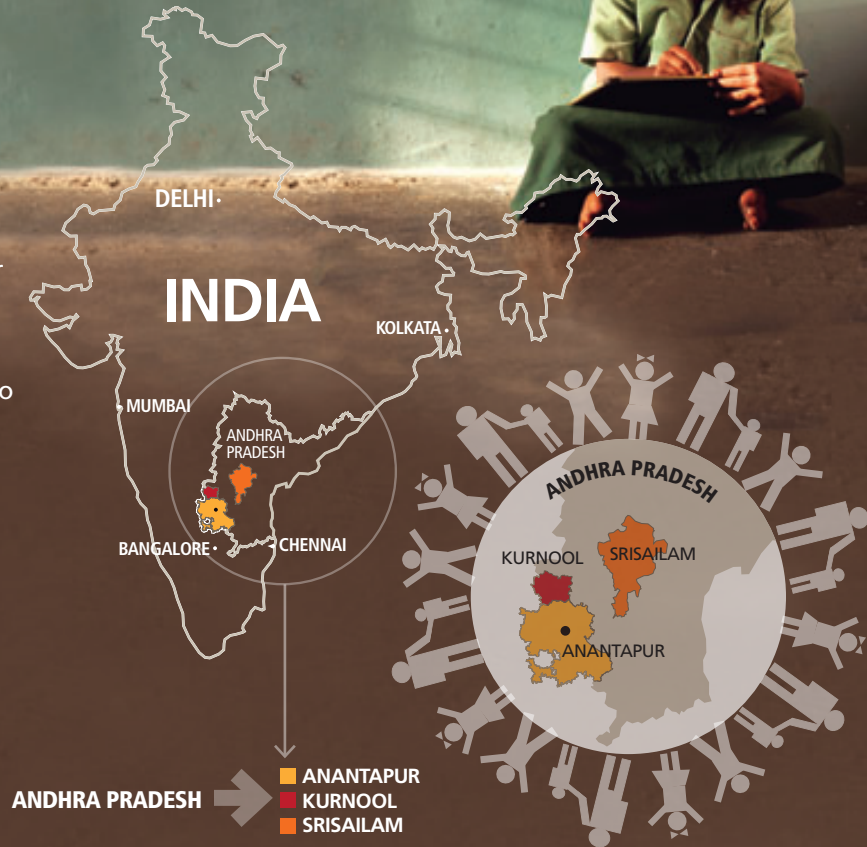 DELHI
INDIA
KOLKATA
O
MUMBAI
ANDHRA
PRADESH
BANGALORE
CHENNAI
ANDHRA PRADESH
KURNOOL
SRISAILAM
ANANTAPUR
ANDHRA PRADESH
ANANTAPUR
KURNOOL
SRISAILAM